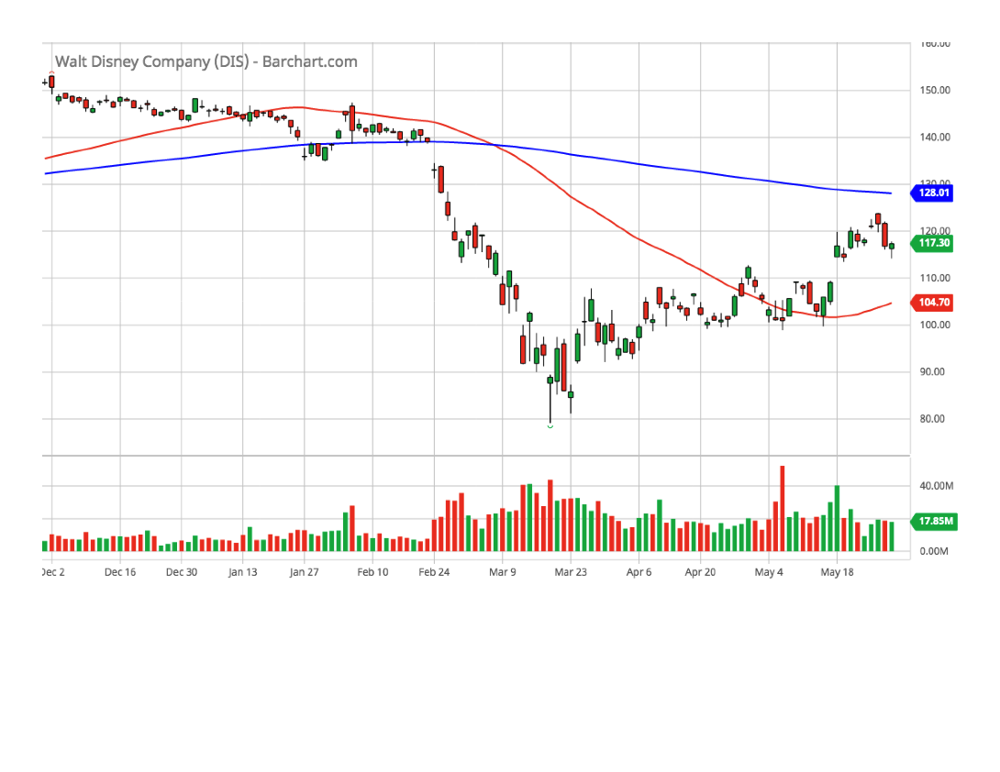 160.00
Walt Disney Company (DIS) - Barchart.com
150.00
140.00
130.00
128.01
120.00
117.30
110.00
104.70
100.00
90.00
80.00
40.00M
17.85M
0.00M
Dec 2 Dec 16 Dec 30 Jan 13 Jan 27 Feb 10 Feb 24 Mar 9 Mar 23 Apr 6 Apr 20 May 4 May 18